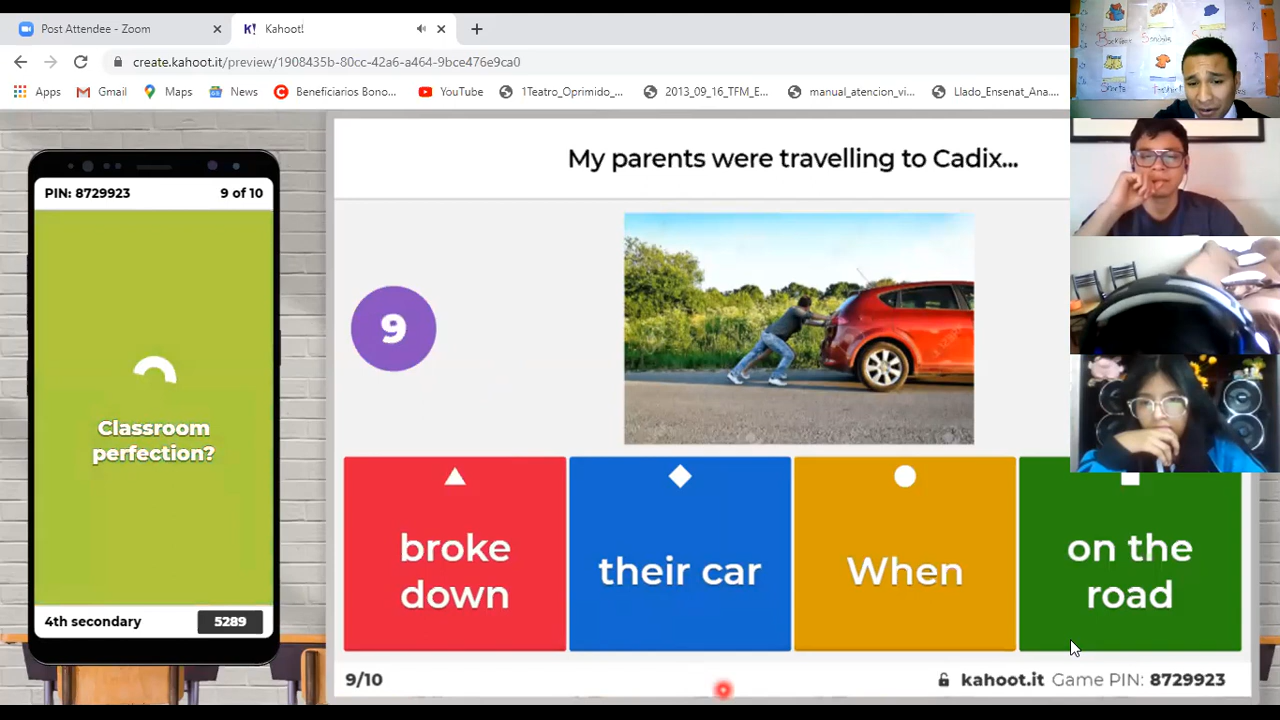 Post Attendee - Zoom
K! Kahoot!
create.kahoot.it/preview/1908435b-80cc-42a6-
Apps
Gmail
Maps
News
Beneficiarios Bono...
YouTube
1Teatro_Oprimido_...
2013_09_16_TFM_E...
manual_atencion_vi...
Llado_Ensenat_Ana....
PIN: 8729923
9 of 10
Classroom
perfection?
4th secondary
5289
My parents were travelling to Cadix...
9
broke
down
their car
When
on the
road
9/10
kahoot.it Game PIN: 8729923